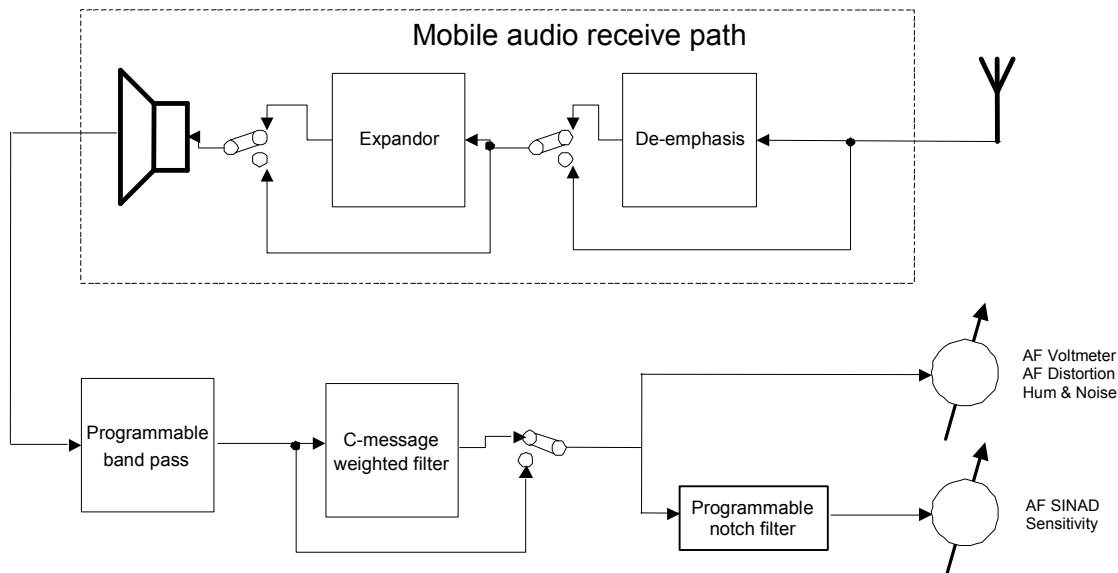 Mobile audio receive path
Expandor
De-emphasis
AF Voltmeter
AF Distortion
Hum & Noise
Programmable
band pass
C-message
weighted filter
Programmable
notch filter
AF SINAD
Sensitivity